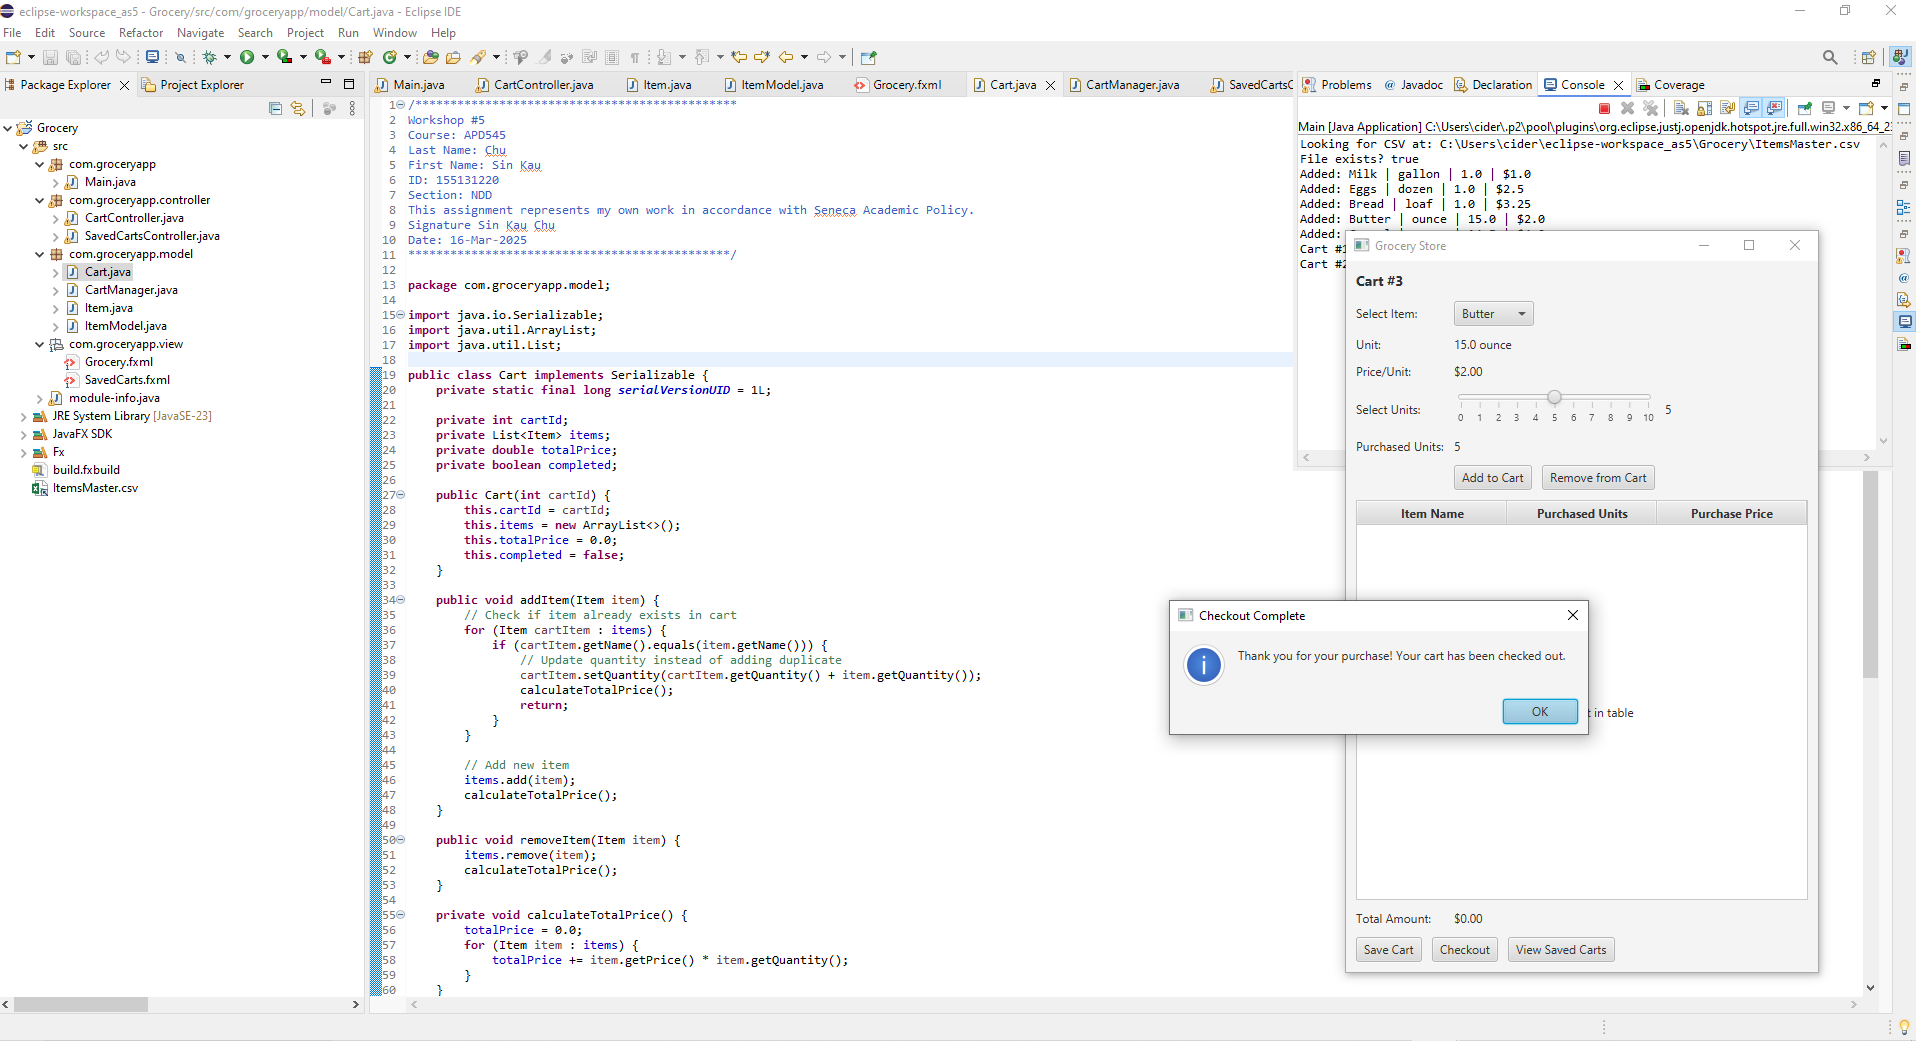 eclipse-workspace_as5 - Grocery/src/com/groceryapp/model/Cart.java - Eclipse IDE
File Edit Source Refactor Navigate Search Project Run Window Help
Package Explorer Project Explorer
Grocery
src
com.groceryapp
Main.java
com.groceryapp.controller
CartController.java
SavedCartsController.java
com.groceryapp.model
Cart.java
CartManager.java
Item.java
ItemModel.java
com.groceryapp.view
Grocery.fxml
SavedCarts.fxml
module-info.java
JRE System Library [JavaSE-23]
JavaFX SDK
Fx
build.fxbuild
ItemsMaster.csv
Main.java CartController.java Item.java ItemModel.java Grocery.fxml Cart.java CartManager.java SavedCartsC
1 /**********************************************
2 Workshop #5
3 Course: APD545
4 Last Name: Chu
5 First Name: Sin Kau
6 ID: 155131220
7 Section: NDD
8 This assignment represents my own work in accordance with Seneca Academic Policy.
9 Signature Sin Kau Chu
10 Date: 16-Mar-2025
11 **********************************************/
12
13 package com.groceryapp.model;
14
15 import java.io.Serializable;
16 import java.util.ArrayList;
17 import java.util.List;
18
19 public class Cart implements Serializable {
20 private static final long serialVersionUID = 1L;
21
22 private int cartId;
23 private List<Item> items;
24 private double totalPrice;
25 private boolean completed;
26
27 public Cart(int cartId) {
28 this.cartId = cartId;
29 this.items = new ArrayList<>();
30 this.totalPrice = 0.0;
31 this.completed = false;
32 }
33
34 public void addItem(Item item) {
35 // Check if item already exists in cart
36 for (Item cartItem : items) {
37 if (cartItem.getName().equals(item.getName())) {
38 // Update quantity instead of adding duplicate
39 cartItem.setQuantity(cartItem.getQuantity() + item.getQuantity());
40 calculateTotalPrice();
41 return;
42 }
43 }
44
45 // Add new item
46 items.add(item);
47 calculateTotalPrice();
48 }
49
50 public void removeItem(Item item) {
51 items.remove(item);
52 calculateTotalPrice();
53 }
54
55 private void calculateTotalPrice() {
56 totalPrice = 0.0;
57 for (Item item : items) {
58 totalPrice += item.getPrice() * item.getQuantity();
59 }
60 }
Problems @ Javadoc Declaration Console Coverage
Main [Java Application] C:\Users\cider\.p2\pool\plugins\org.eclipse.justj.openjdk.hotspot.jre.full.win32.x86_64_23
Looking for CSV at: C:\Users\cider\eclipse-workspace_as5\Grocery\ItemsMaster.csv
File exists? true
Added: Milk | gallon | 1.0 | $1.0
Added: Eggs | dozen | 1.0 | $2.5
Added: Bread | loaf | 1.0 | $3.25
Added: Butter | ounce | 15.0 | $2.0
Added:
Cart #1
Cart #2
Grocery Store
Cart #3
Select Item: Butter
Unit: 15.0 ounce
Price/Unit: $2.00
Select Units: 0 1 2 3 4 5 6 7 8 9 10 5
Purchased Units: 5
Add to Cart Remove from Cart
Item Name Purchased Units Purchase Price
t in table
Total Amount: $0.00
Save Cart Checkout View Saved Carts
Checkout Complete
Thank you for your purchase! Your cart has been checked out.
OK